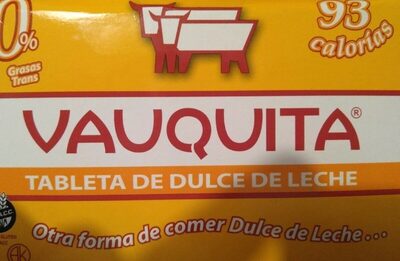 0%
Grasas
Trans
93
calorías
VAUQUITA®
TABLETA DE DULCE DE LECHE
Otra forma de comer Dulce de Leche...